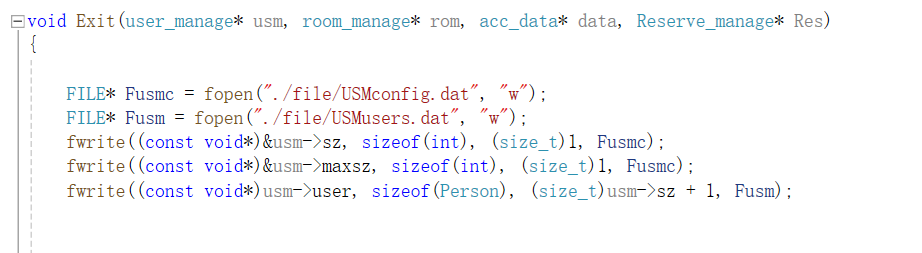 void Exit(user_manage* usm, room_manage* rom, acc_data* data, Reserve_manage* Res)
{
FILE* Fusmc = fopen("./file/USMconfig.dat", "w");
FILE* Fusm = fopen("./file/USMusers.dat", "w");
fwrite((const void*)&usm->sz, sizeof(int), (size_t)1, Fusmc);
fwrite((const void*)&usm->maxsz, sizeof(int), (size_t)1, Fusmc);
fwrite((const void*)usm->user, sizeof(Person), (size_t)usm->sz + 1, Fusm);